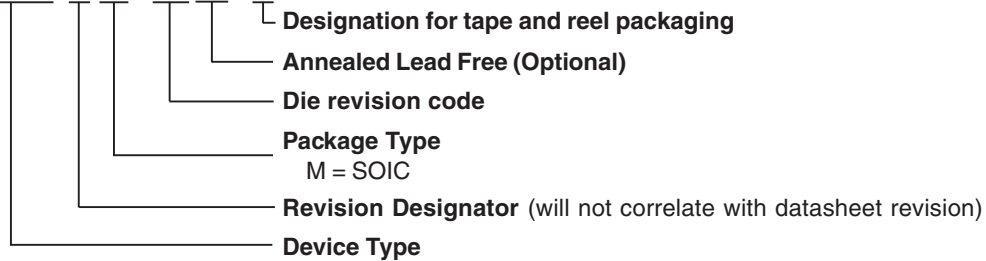 Designation for tape and reel packaging
Annealed Lead Free (Optional)
Die revision code
Package Type
M = SOIC
Revision Designator (will not correlate with datasheet revision)
Device Type